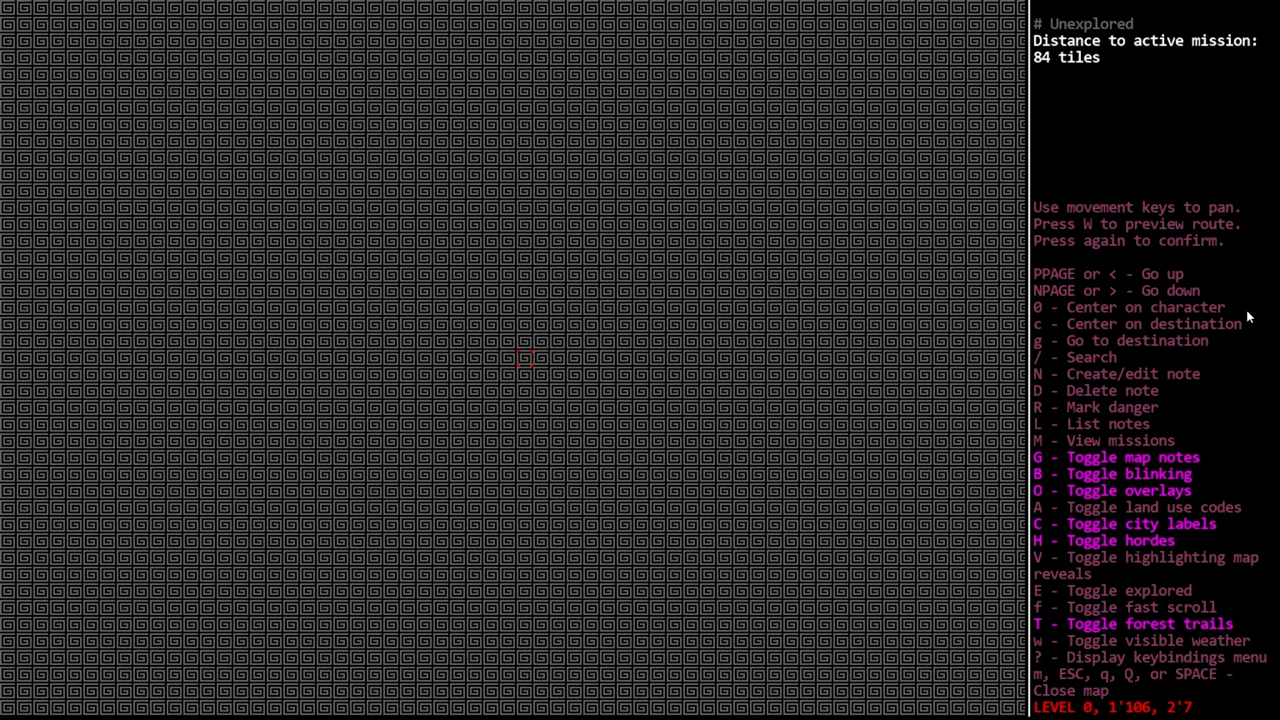 # Unexplored
Distance to active mission:
84 tiles
Use movement keys to pan.
Press W to preview route.
Press again to confirm.
PPAGE or < - Go up
NPAGE or > - Go down
0 - Center on character
c - Center on destination
g - Go to destination
/ - Search
N - Create/edit note
D - Delete note
R - Mark danger
L - List notes
M - View missions
G - Toggle map notes
B - Toggle blinking
O - Toggle overlays
A - Toggle land use codes
C - Toggle city labels
H - Toggle hordes
V - Toggle highlighting map
reveals
E - Toggle explored
f - Toggle fast scroll
T - Toggle forest trails
w - Toggle visible weather
? - Display keybindings menu
m, ESC, q, Q, or SPACE -
Close map
LEVEL 0, 1'106, 2'7